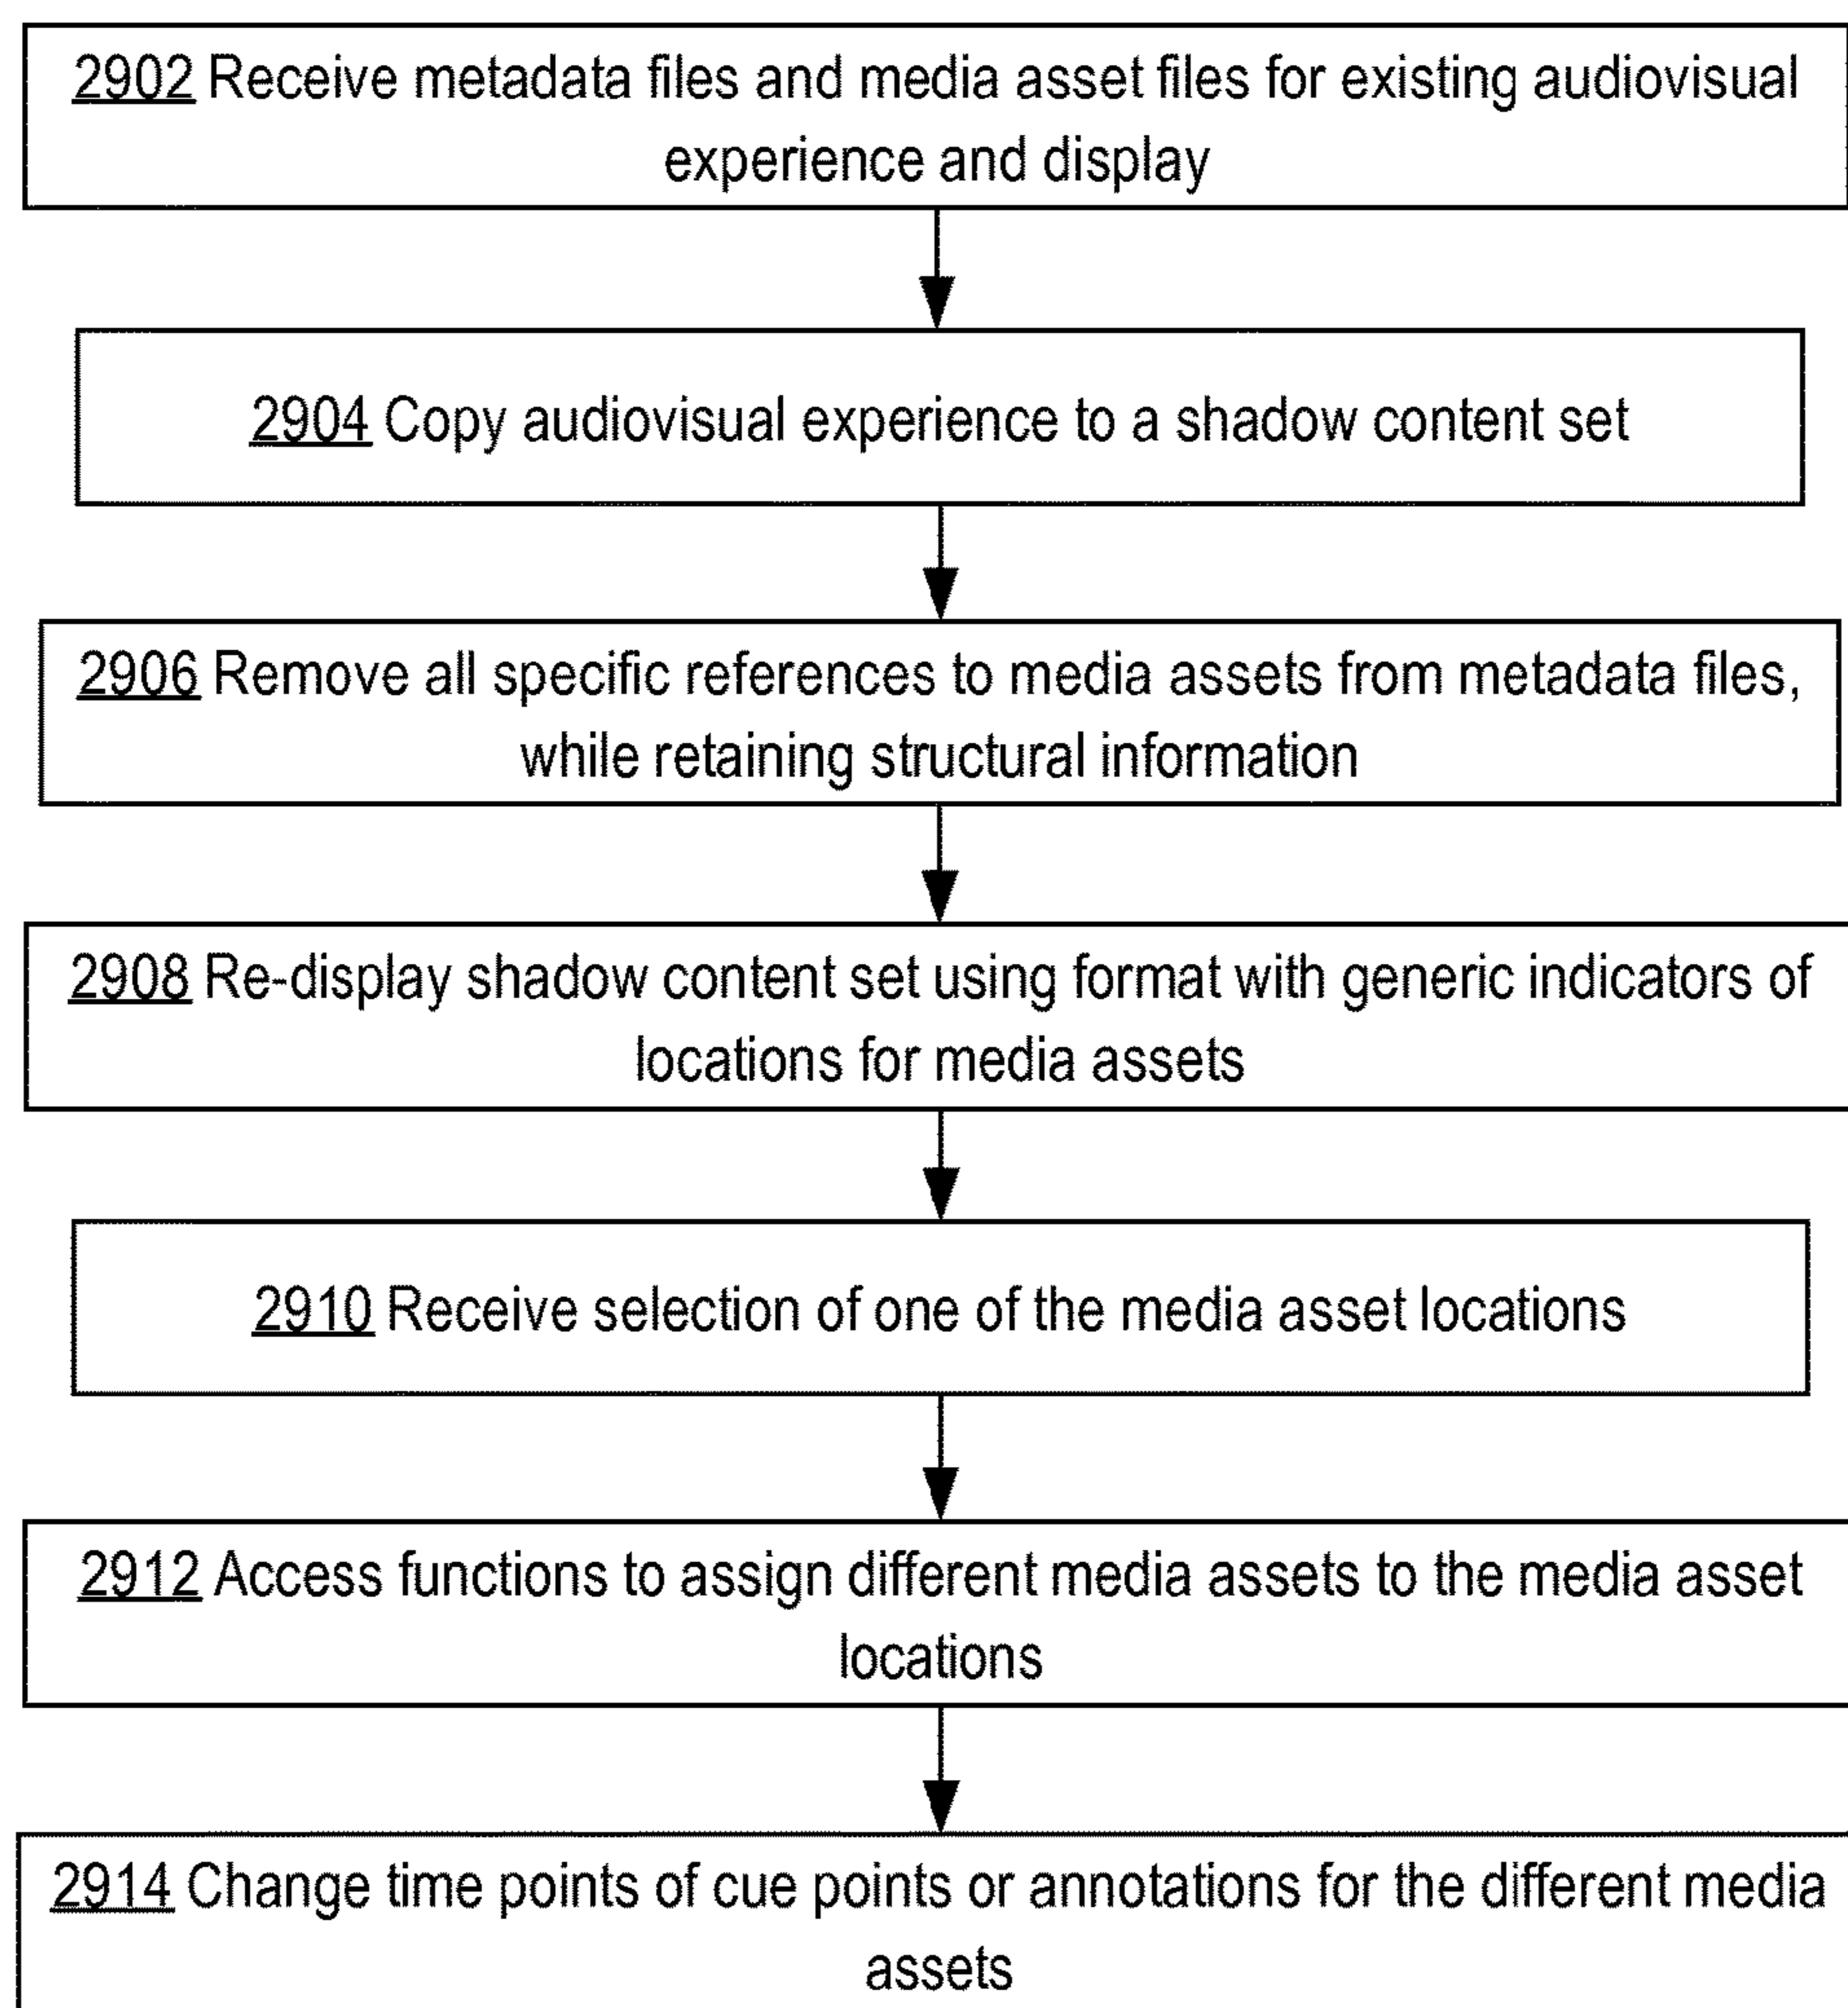 2902 Receive metadata files and media asset files for existing audiovisual
experience and display
2904 Copy audiovisual experience to a shadow content set
2906 Remove all specific references to media assets from metadata files,
while retaining structural information
2908 Re-display shadow content set using format with generic indicators of
locations for media assets
2910 Receive selection of one of the media asset locations
2912 Access functions to assign different media assets to the media asset
locations
2914 Change time points of cue points or annotations for the different media
assets